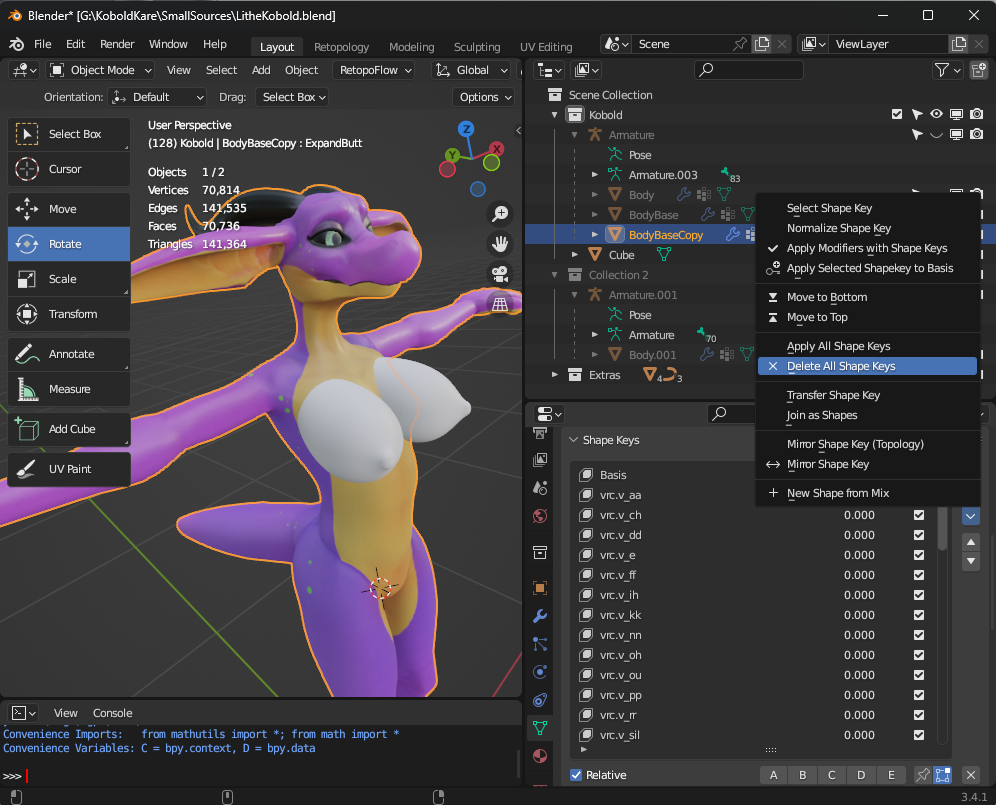 Blender* [G:\KoboldKare\SmallSources\LitheKobold.blend]
File Edit Render Window Help Layout Retopology Modeling Sculpting UV Editing Scene ViewLayer
Object Mode View Select Add Object RetopoFlow Global
Orientation: Default Drag: Select Box Options
Select Box
Cursor
Move
Rotate
Scale
Transform
Annotate
Measure
Add Cube
UV Paint
User Perspective
(128) Kobold | BodyBaseCopy : ExpandButt
Objects 1 / 2
Vertices 70,814
Edges 141,535
Faces 70,736
Triangles 141,364
Z
Y
X
Scene Collection
Kobold
Armature
Pose
Armature.003 83
Body
BodyBase
BodyBaseCopy
Cube
Collection 2
Armature.001
Pose
Armature 70
Body.001
Extras 4 3
Select Shape Key
Normalize Shape Key
Apply Modifiers with Shape Keys
Apply Selected Shapekey to Basis
Move to Bottom
Move to Top
Apply All Shape Keys
Delete All Shape Keys
Transfer Shape Key
Join as Shapes
Mirror Shape Key (Topology)
Mirror Shape Key
New Shape from Mix
Shape Keys
Basis
vrc.v_aa
vrc.v_ch 0.000
vrc.v_dd 0.000
vrc.v_e 0.000
vrc.v_ff 0.000
vrc.v_ih 0.000
vrc.v_kk 0.000
vrc.v_nn 0.000
vrc.v_oh 0.000
vrc.v_ou 0.000
vrc.v_pp 0.000
vrc.v_rr 0.000
vrc.v_sil 0.000
Relative A B C D E
View Console
Convenience Imports: from mathutils import *; from math import *
Convenience Variables: C = bpy.context, D = bpy.data
>>>
3.4.1